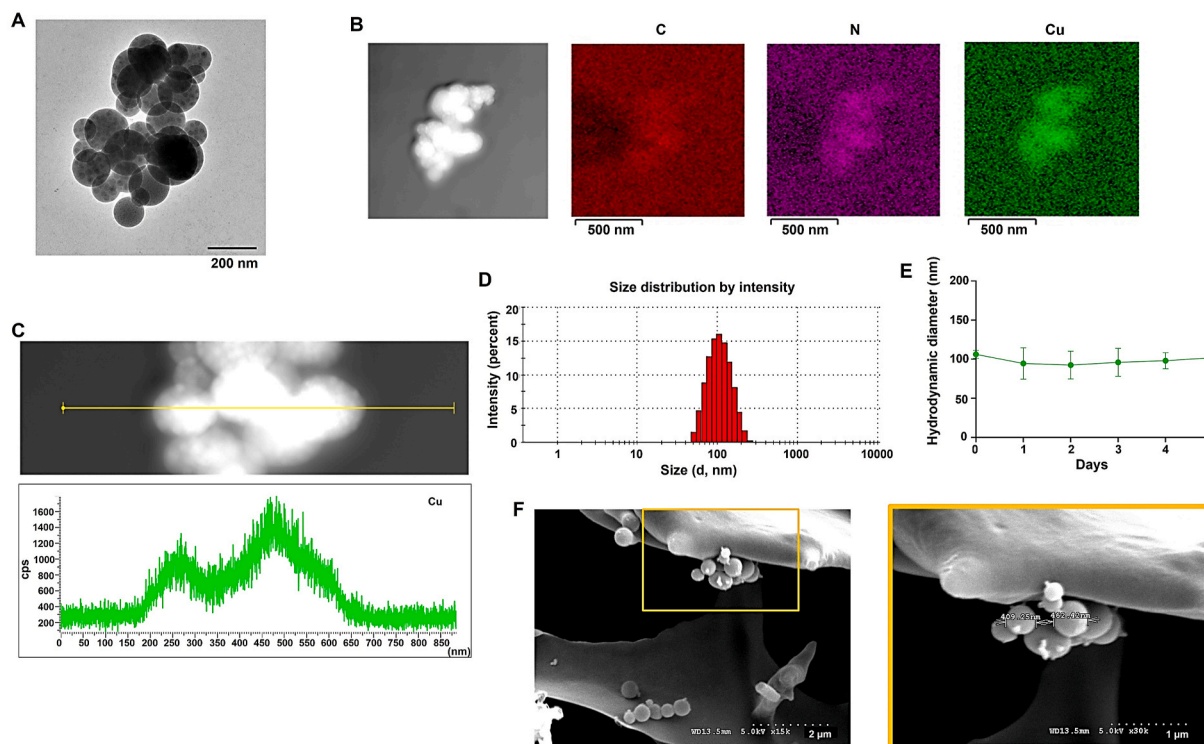 A
200 nm
B
C
N
Cu
500 nm
500 nm
500 nm
C
Cu
1600
1400
1200
1000
800
600
400
200
cps
0 50 100 150 200 250 300 350 400 450 500 550 600 650 700 750 800 850
(nm)
D
Size distribution by intensity
20
15
10
5
0
Intensity (percent)
1 10 100 1000 10000
Size (d, nm)
E
200
150
100
50
0
Hydrodynamic diameter (nm)
0 1 2 3 4
Days
F
WD13.5mm 5.0kV x15k 2 µm
469.25nm 462.42nm
WD13.5mm 5.0kV x30k 1 µm